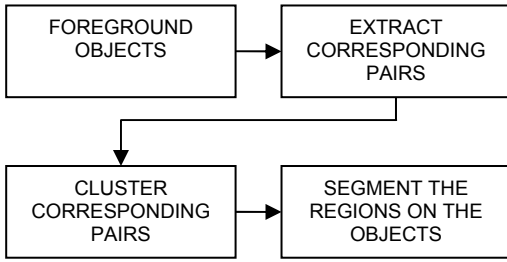 FOREGROUND
OBJECTS
EXTRACT
CORRESPONDING
PAIRS
CLUSTER
CORRESPONDING
PAIRS
SEGMENT THE
REGIONS ON THE
OBJECTS